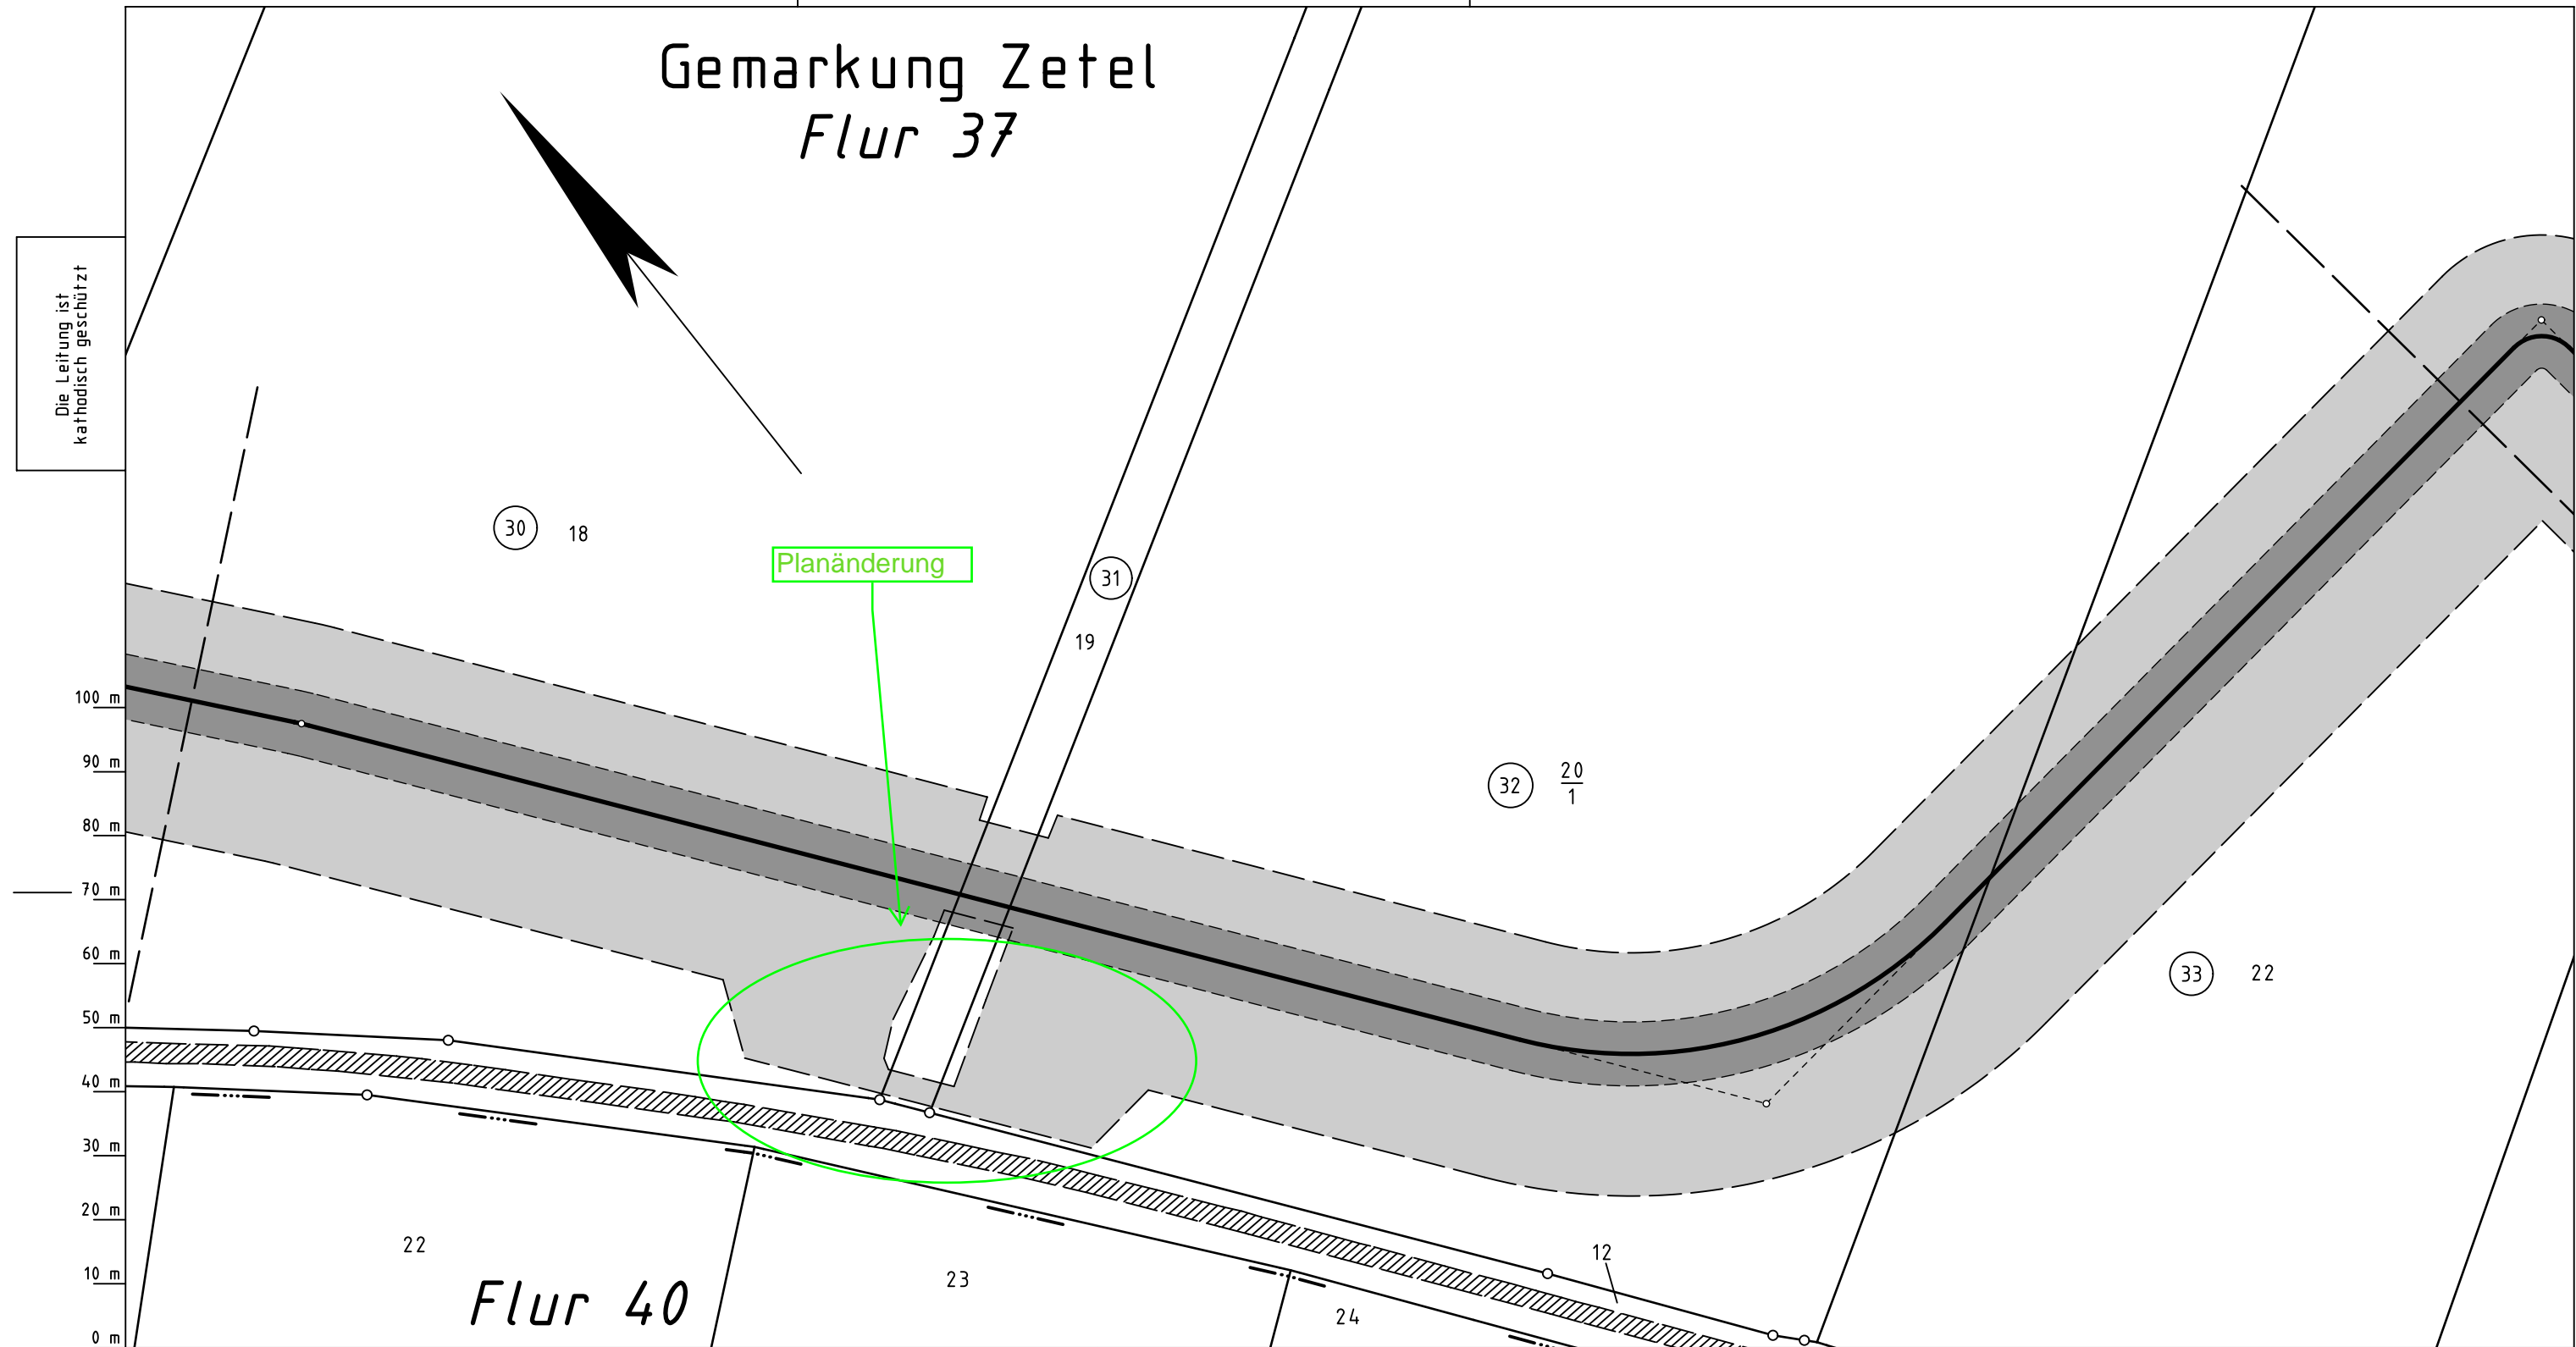 Gemarkung Zetel
Flur 37
Die Leitung ist
kathodisch geschützt
30 18
Planänderung
31
19
32 20
1
33 22
100 m
90 m
80 m
70 m
60 m
50 m
40 m
30 m
20 m
10 m
0 m
22
Flur 40
23
24
12